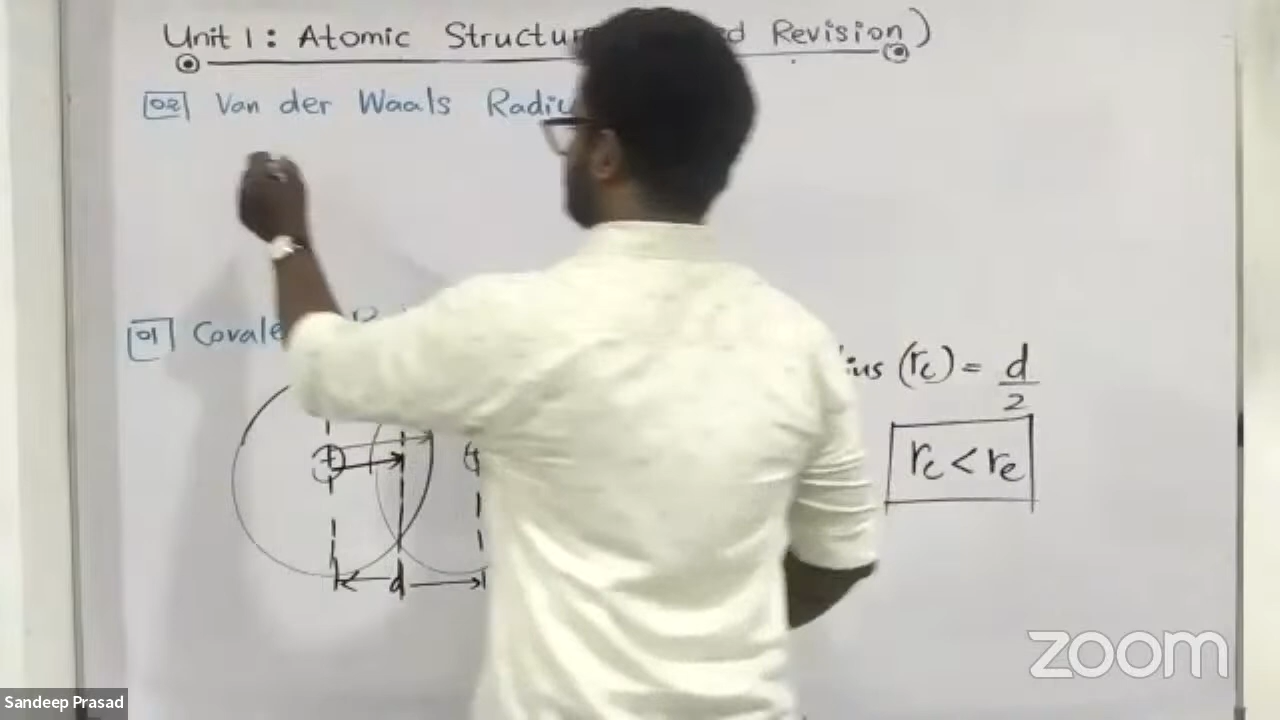 Unit 1: Atomic Structu d Revision)
02 Van der Waals Radiu
01 Covale
ius (rc) = d/2
rc < re
+
d
zoom
Sandeep Prasad